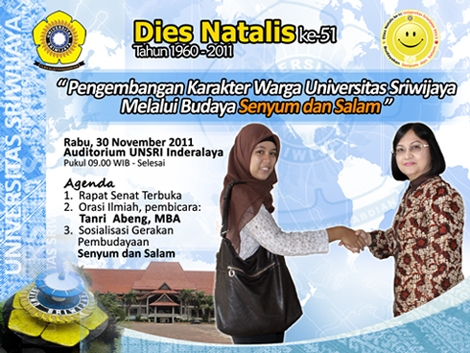 Dies Natalis ke-51
Tahun 1960 - 2011
“ Pengembangan Karakter Warga Universitas Sriwijaya
Melalui Budaya Senyum dan Salam ”
Rabu, 30 November 2011
Auditorium UNSRI Inderalaya
Pukul 09.00 WIB - Selesai
Agenda
1. Rapat Senat Terbuka
2. Orasi Ilmiah, pembicara:
Tanri Abeng, MBA
3. Sosialisasi Gerakan
Pembudayaan
Senyum dan Salam
UNIVERSITAS SRIWIJAYA